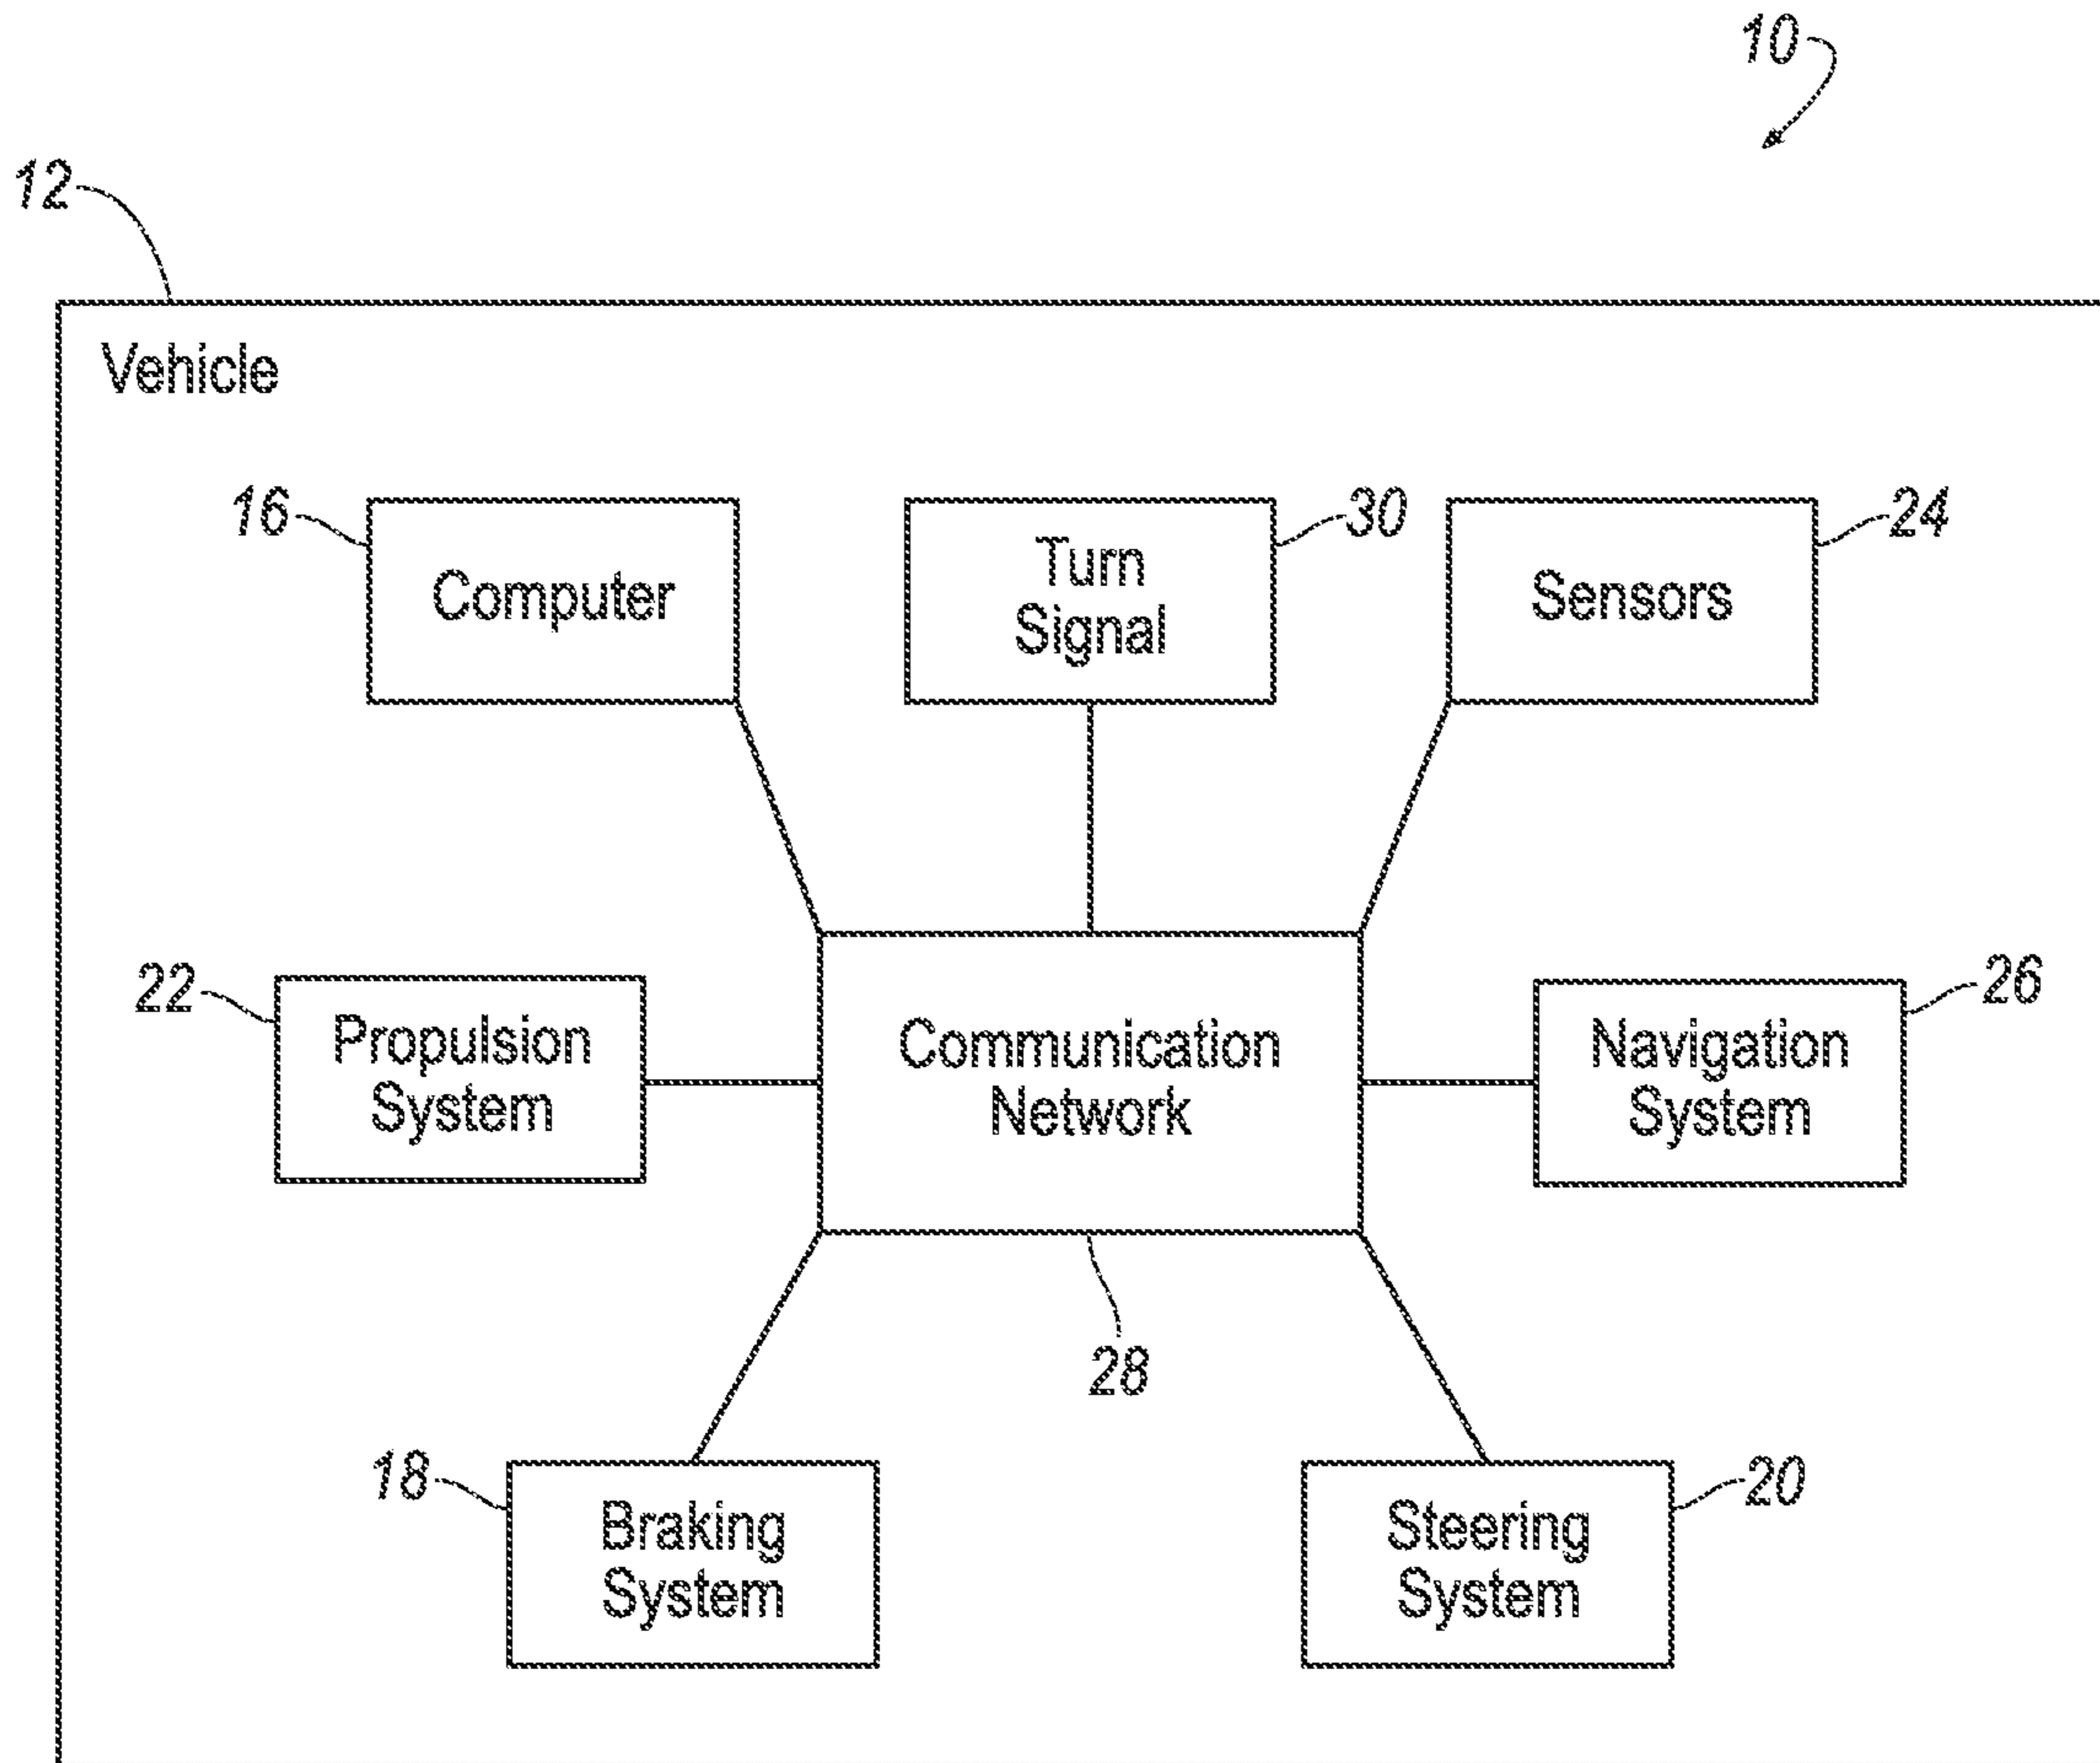 10
12
Vehicle
16
Computer
Turn
Signal
30
Sensors
24
22
Propulsion
System
Communication
Network
Navigation
System
26
28
18
Braking
System
Steering
System
20